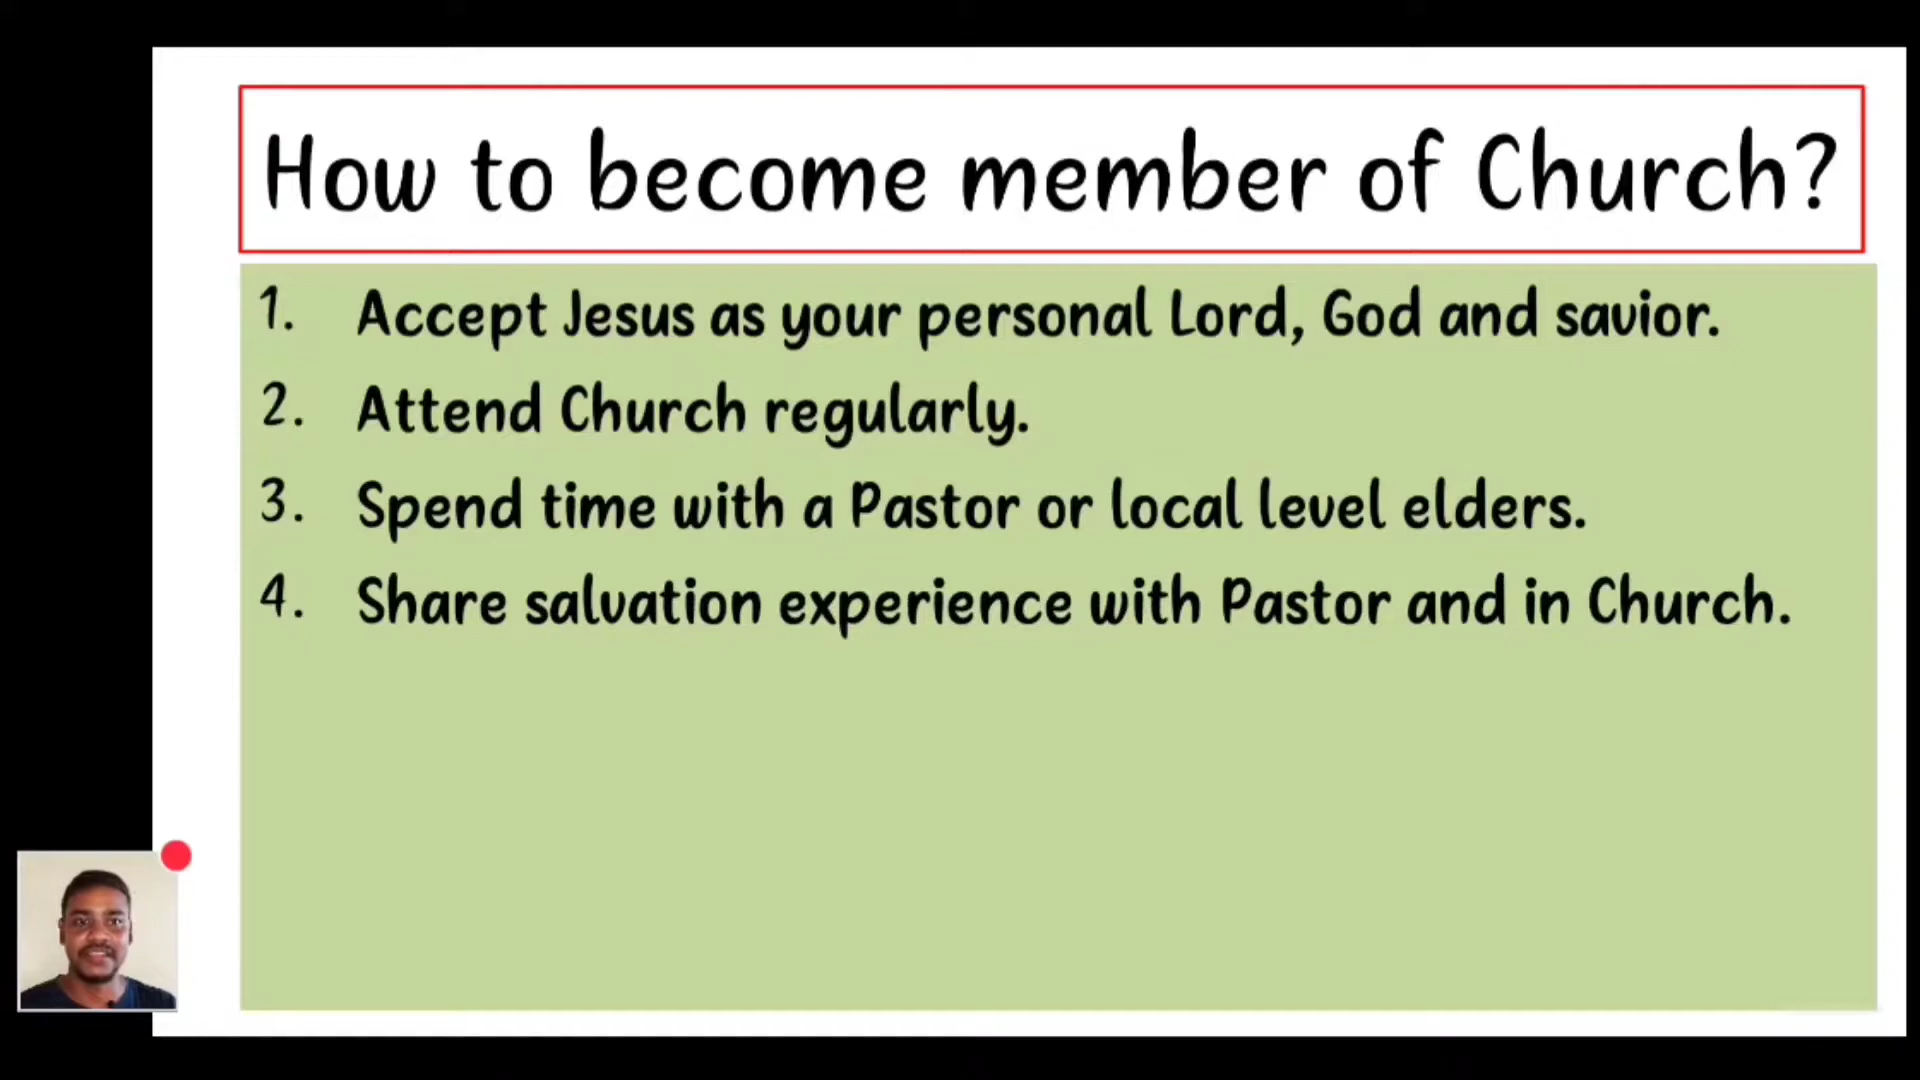 How to become member of Church?
1. Accept Jesus as your personal Lord, God and savior.
2. Attend Church regularly.
3. Spend time with a Pastor or local level elders.
4. Share salvation experience with Pastor and in Church.